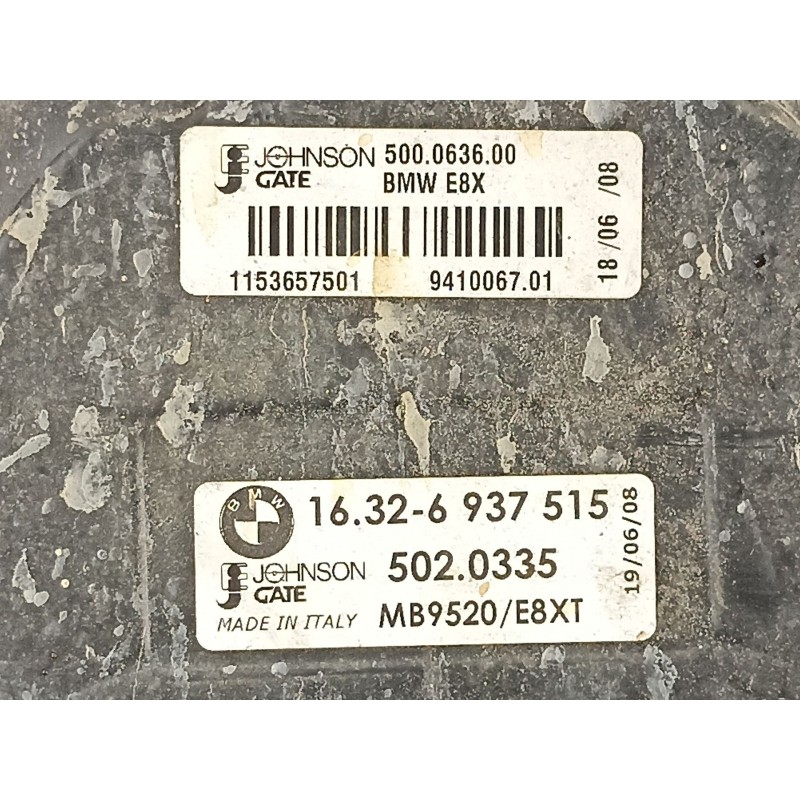 JOHNSON 500.0636.00
GATE BMW E8X
1153657501 9410067.01
18/06/08
BMW 16.32-6 937 515
JOHNSON 502.0335
GATE
MADE IN ITALY MB9520/E8XT
19/06/08